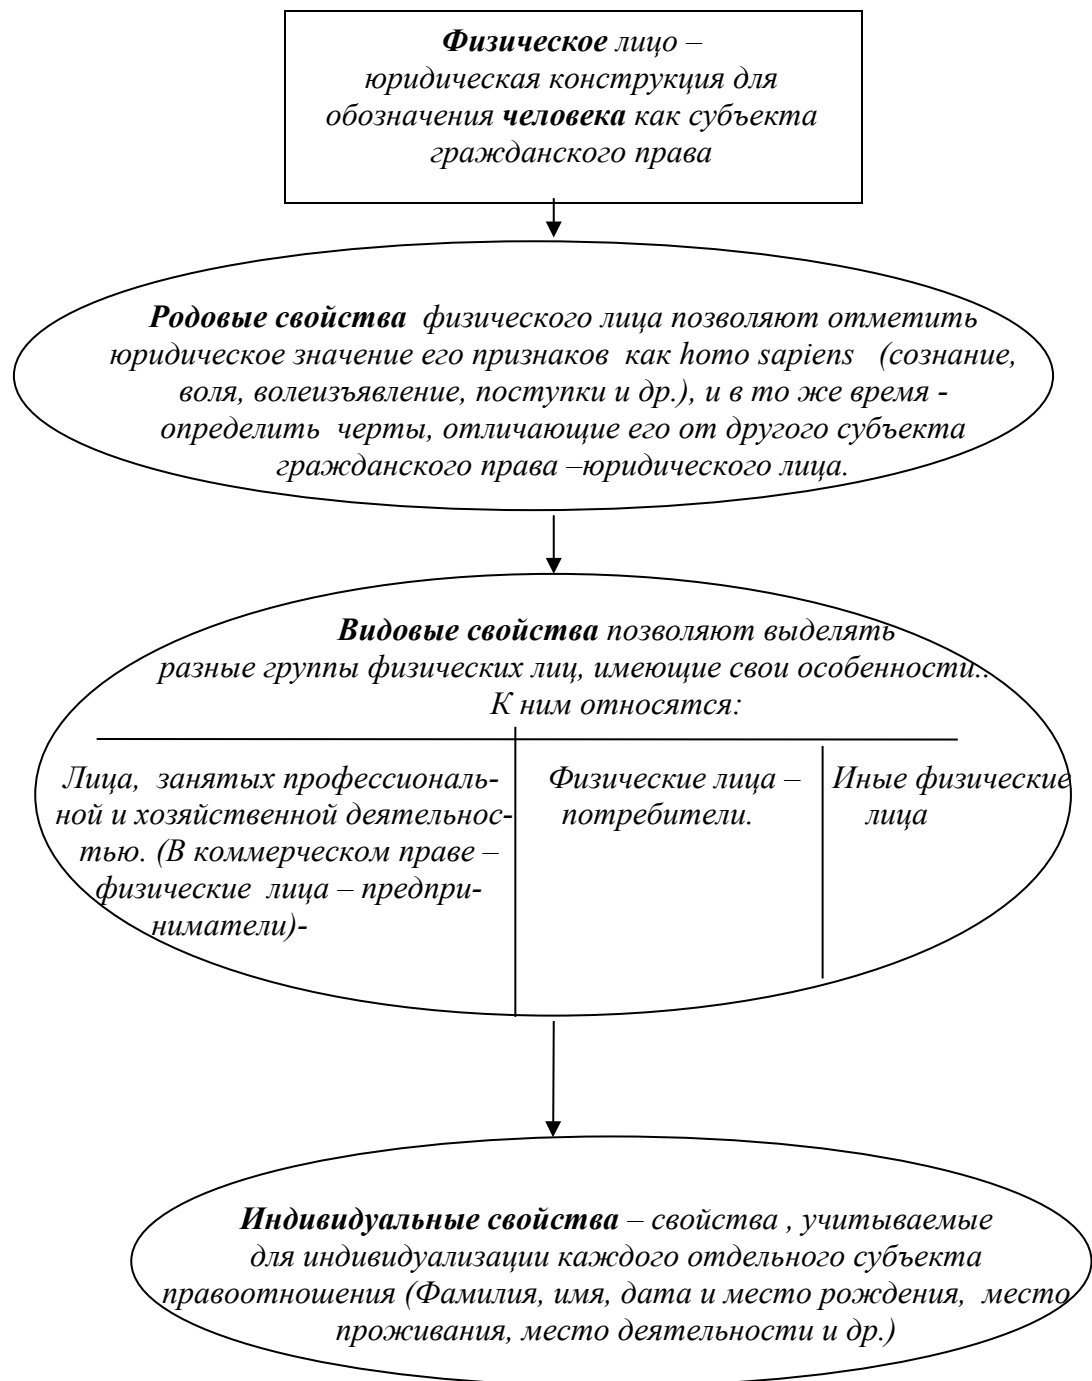 Физическое лицо –
юридическая конструкция для
обозначения человека как субъекта
гражданского права
Родовые свойства физического лица позволяют отметить
юридическое значение его признаков как homo sapiens (сознание,
воля, волеизъявление, поступки и др.), и в то же время -
определить черты, отличающие его от другого субъекта
гражданского права –юридического лица.
Видовые свойства позволяют выделять
разные группы физических лиц, имеющие свои особенности..
К ним относятся:
Лица, занятых профессиональ-
ной и хозяйственной деятельнос-
тью. (В коммерческом праве –
физические лица – предпри-
ниматели)-
Физические лица –
потребители.
Иные физические
лица
Индивидуальные свойства – свойства , учитываемые
для индивидуализации каждого отдельного субъекта
правоотношения (Фамилия, имя, дата и место рождения, место
проживания, место деятельности и др.)